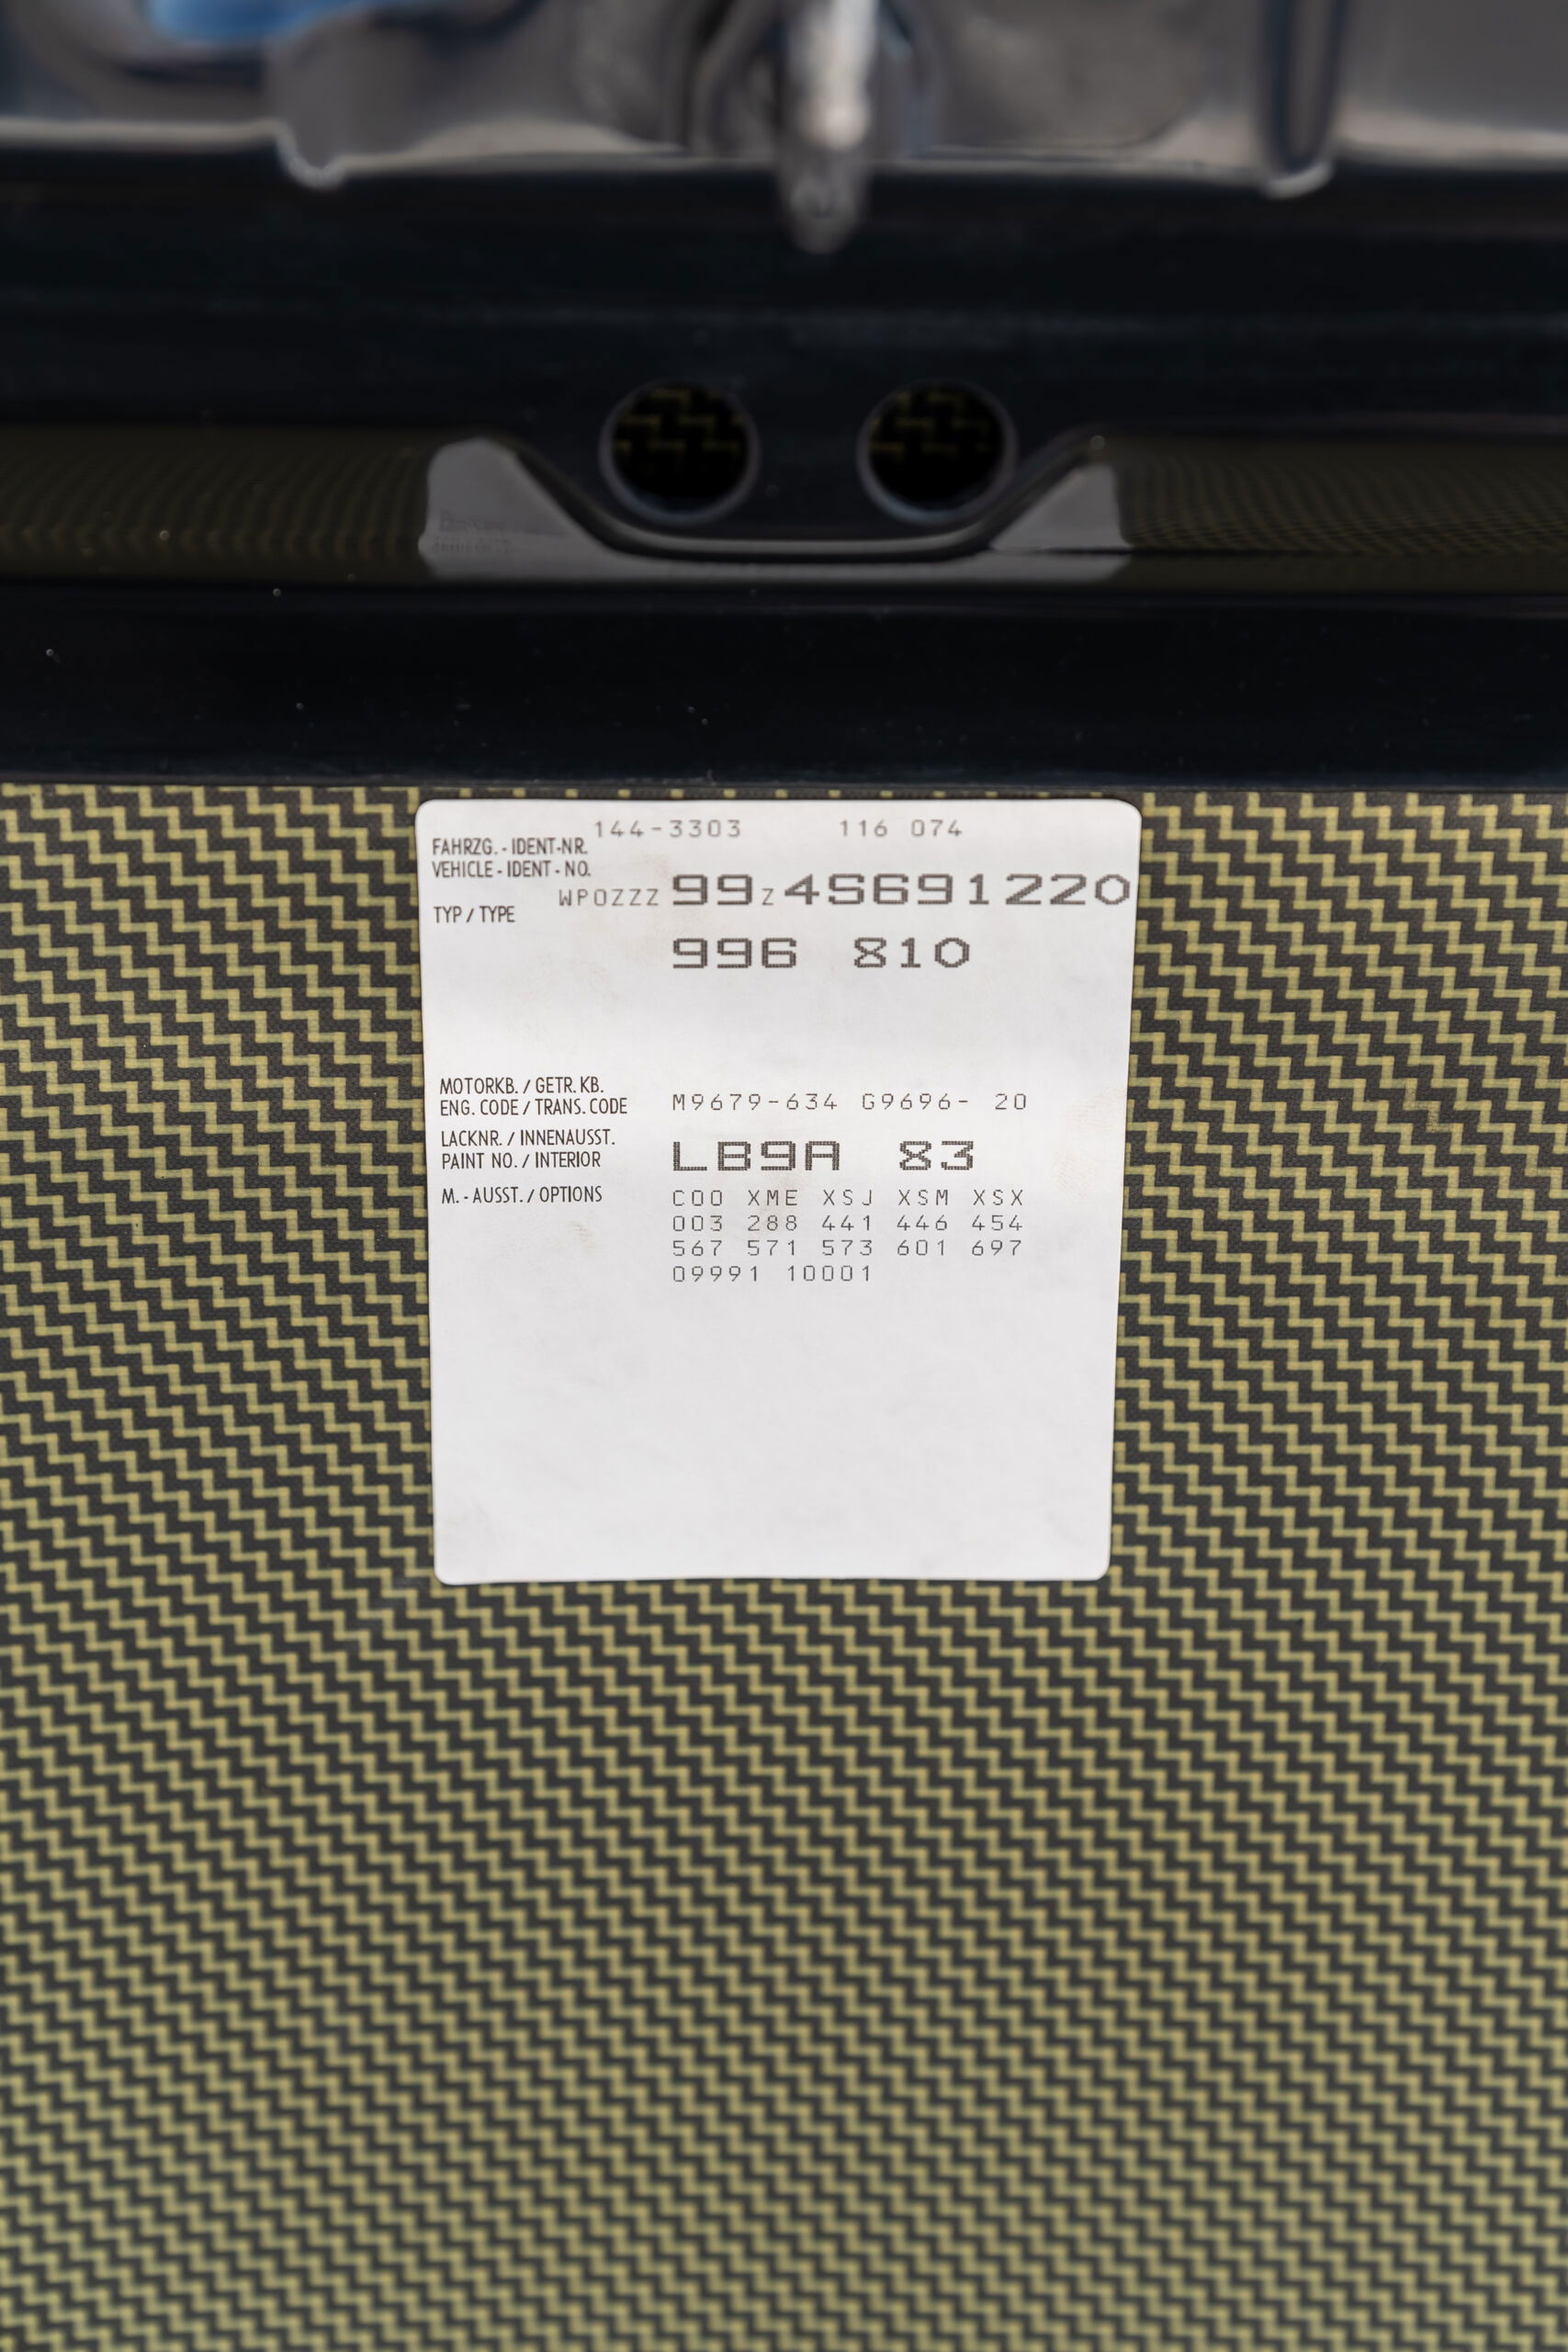 144-3303 116 074
FAHRZG. - IDENT-NR.
VEHICLE - IDENT - NO.
WP0ZZZ 99Z4S691220
TYP / TYPE
996 810
MOTORKB. / GETR. KB.
ENG. CODE / TRANS. CODE M9679-634 G9696- 20
LACKNR. / INNENAUSST.
PAINT NO. / INTERIOR LB9A 83
M. - AUSST. / OPTIONS C00 XME XSJ XSM XSX
003 288 441 446 454
567 571 573 601 697
09991 10001